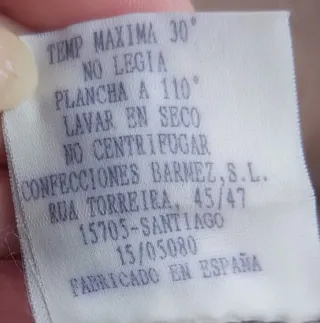 TEMP MAXIMA 30°
NO LEGIA
PLANCHA A 110°
LAVAR EN SECO
NO CENTRIFUGAR
CONFECCIONES BARMEZ,S.L.
RUA TORREIRA, 45/47
15705-SANTIAGO
15/05080
FABRICADO EN ESPAÑA